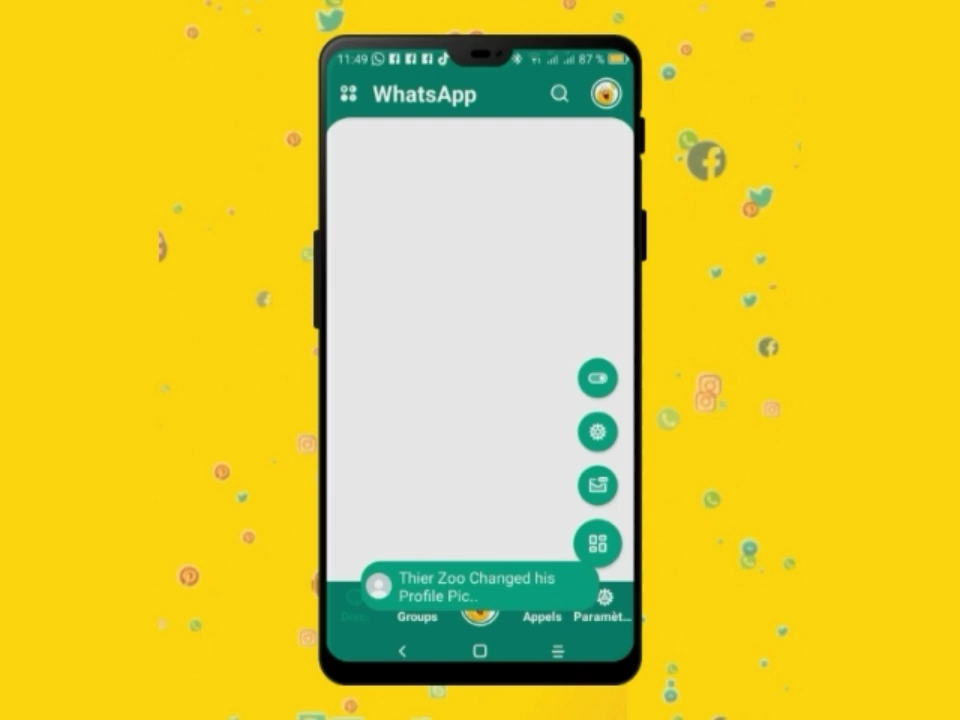 11:49
87 %
WhatsApp
Thier Zoo Changed his
Profile Pic..
Groups
Appels
Paramèt...